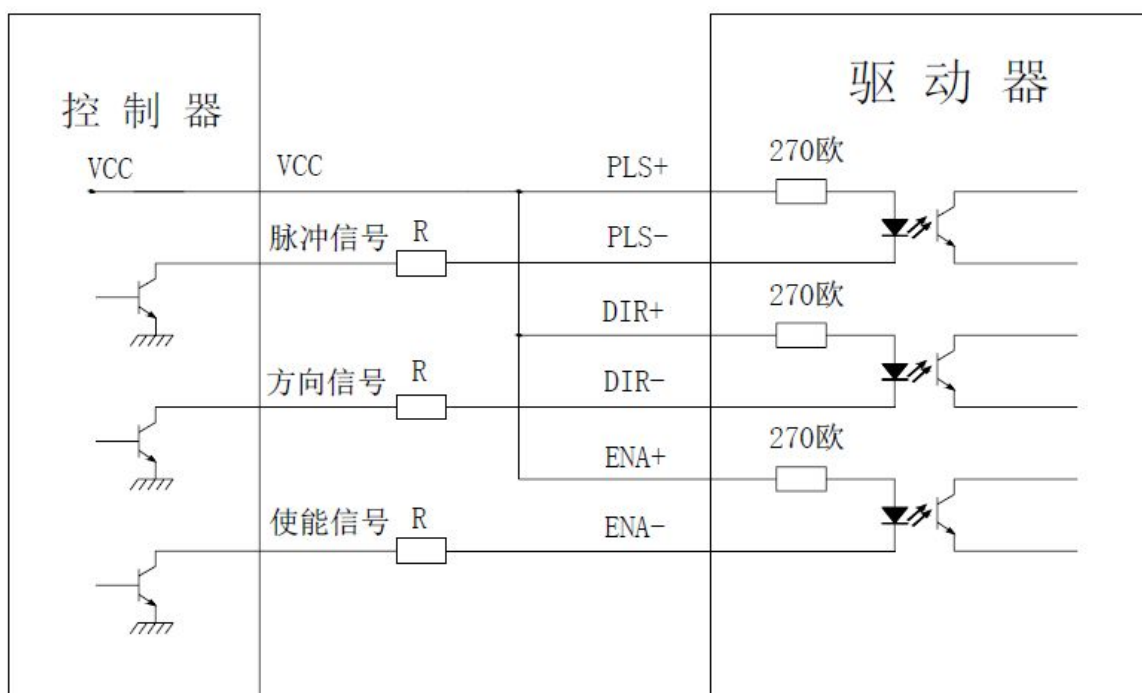 控制器
驱动器
VCC
VCC
PLS+
270欧
脉冲信号
R
PLS-
DIR+
270欧
方向信号
R
DIR-
ENA+
270欧
使能信号
R
ENA-